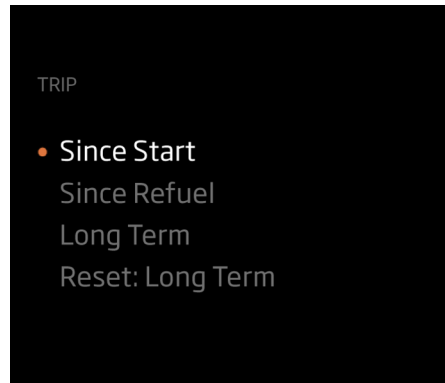 TRIP
Since Start
Since Refuel
Long Term
Reset: Long Term